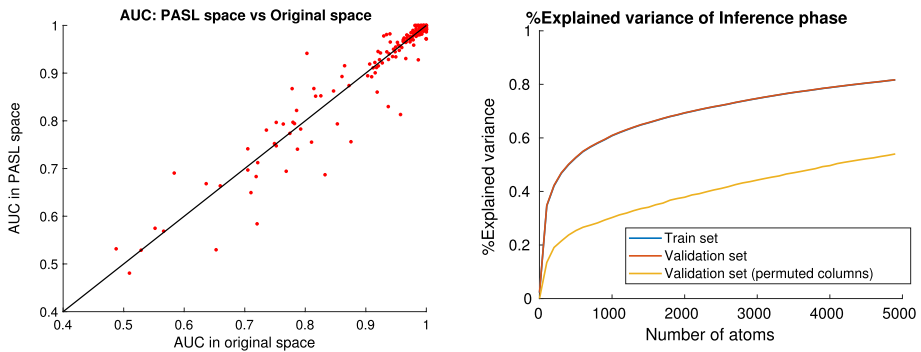 AUC: PASL space vs Original space
AUC in PASL space
1
0.9
0.8
0.7
0.6
0.5
0.4
0.4 0.5 0.6 0.7 0.8 0.9 1
AUC in original space
%Explained variance of Inference phase
%Explained variance
1
0.8
0.6
0.4
0.2
0
Train set
Validation set
Validation set (permuted columns)
0 1000 2000 3000 4000 5000
Number of atoms